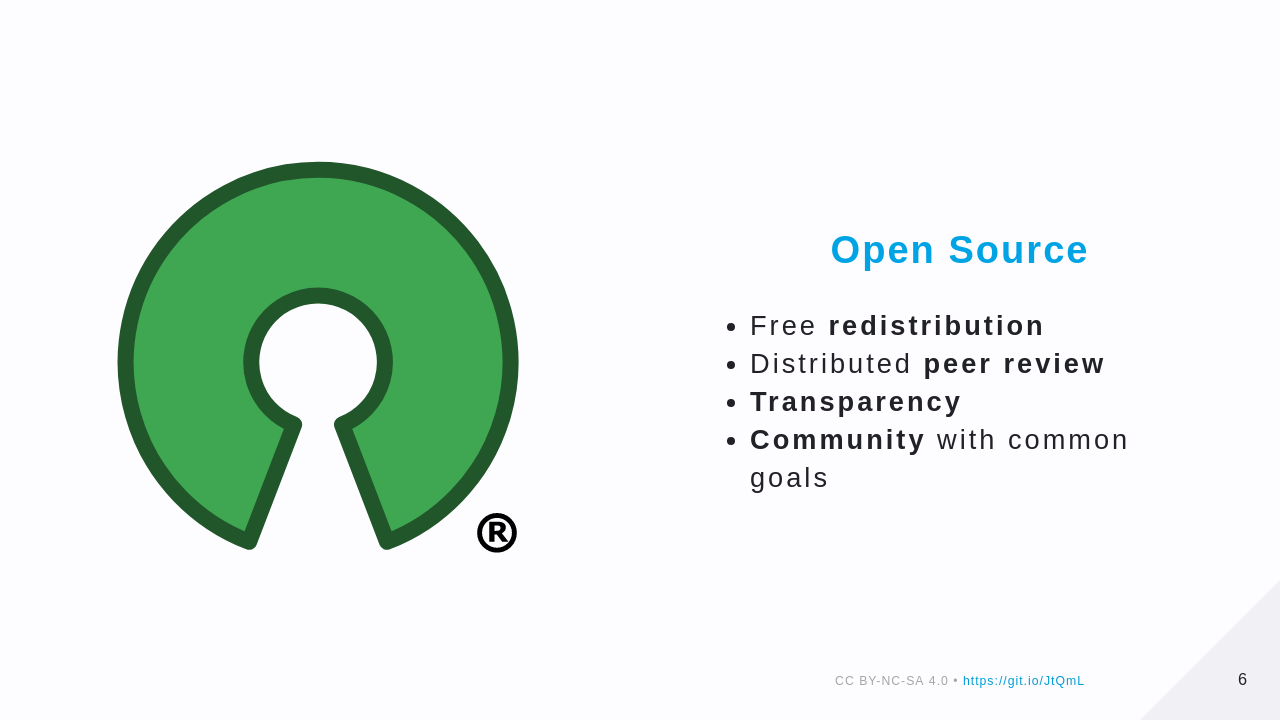 Open Source
• Free redistribution
• Distributed peer review
• Transparency
• Community with common
goals
®
CC BY-NC-SA 4.0 • https://git.io/JtQmL
6